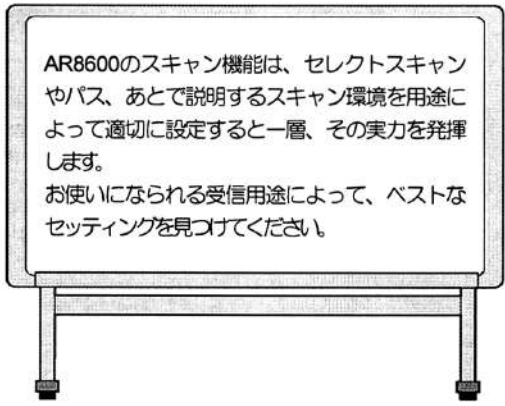 AR8600のスキャン機能は、セレクトスキャン
やパス、あとで説明するスキャン環境を用途に
よって適切に設定すると一層、その実力を発揮
します。
お使いになられる受信用途によって、ベストな
セッティングを見つけてください。